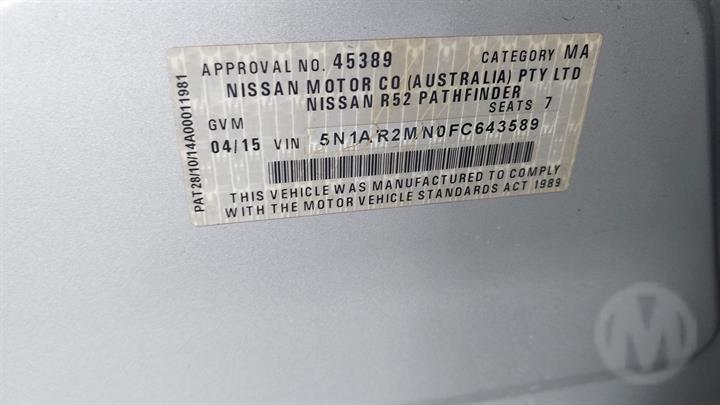 APPROVAL NO. 45389 CATEGORY MA
NISSAN MOTOR CO (AUSTRALIA) PTY LTD
NISSAN R52 PATHFINDER
GVM SEATS 7
04/15 VIN 5N1AR2MN0FC643589
THIS VEHICLE WAS MANUFACTURED TO COMPLY
WITH THE MOTOR VEHICLE STANDARDS ACT 1989
PAT28/10/14A00011981
M